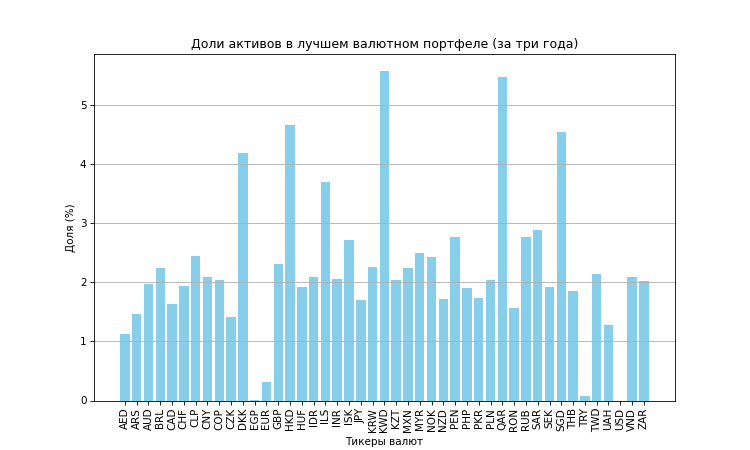 Доли активов в лучшем валютном портфеле (за три года)
Доля (%)
5
4
3
2
1
0
AED
ARS
AUD
BRL
CAD
CHF
CLP
CNY
COP
CZK
DKK
EGP
EUR
GBP
HKD
HUF
IDR
ILS
INR
ISK
JPY
KRW
KWD
KZT
MXN
MYR
NOK
NZD
PEN
PHP
PKR
PLN
QAR
RON
RUB
SAR
SEK
SGD
THB
TRY
TWD
UAH
USD
VND
ZAR
Тикеры валют